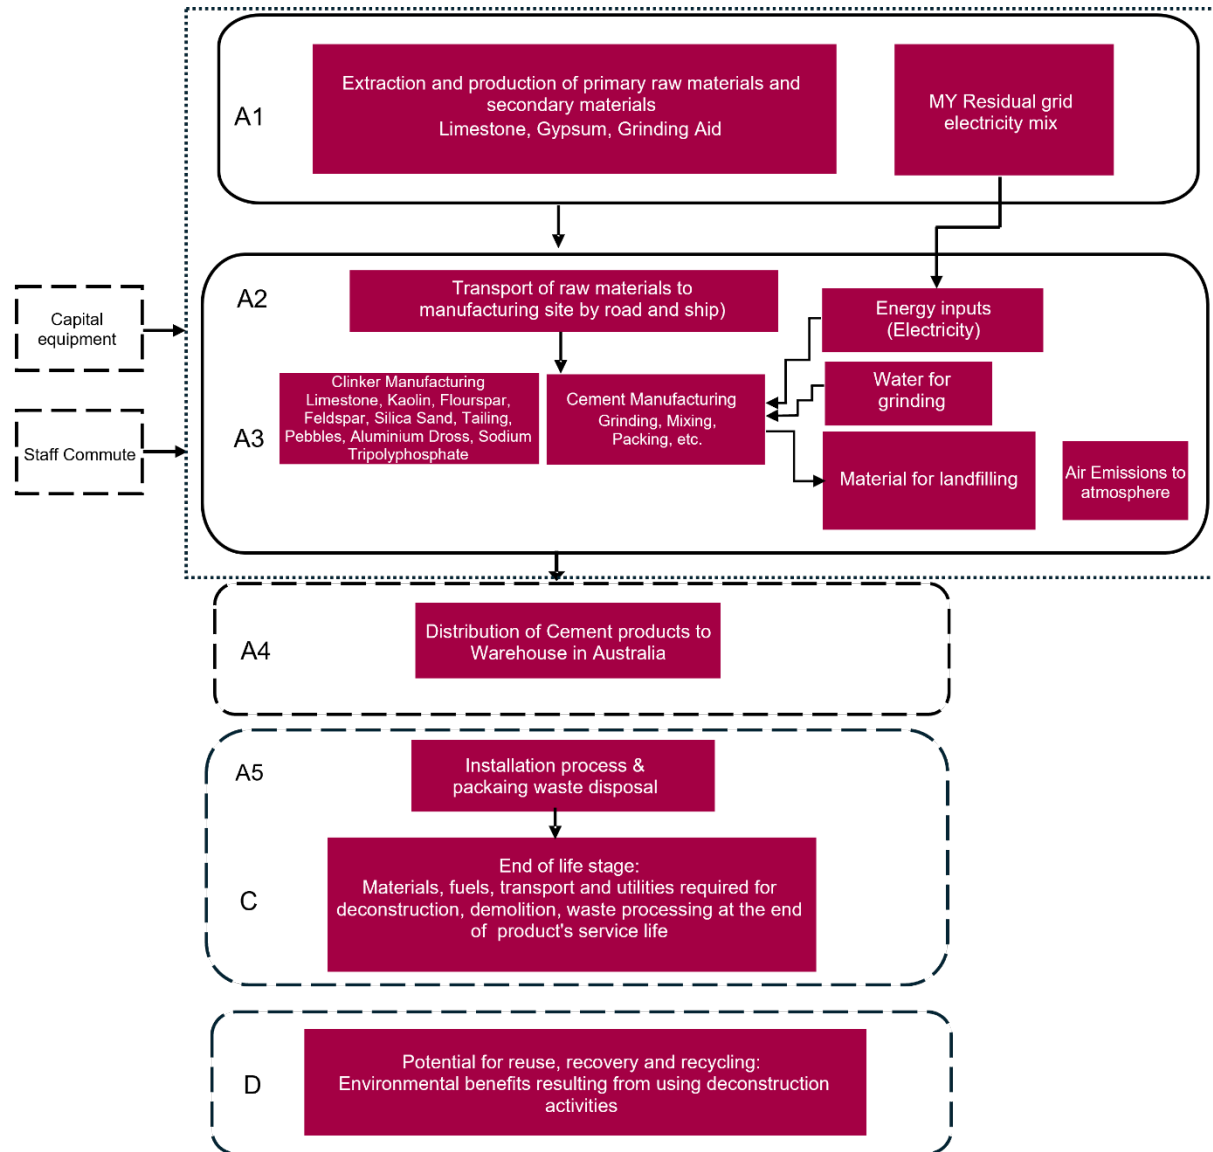 A1
Extraction and production of primary raw materials and
secondary materials
Limestone, Gypsum, Grinding Aid
MY Residual grid
electricity mix
Capital
equipment
Staff Commute
A2
Transport of raw materials to
manufacturing site by road and ship)
Energy inputs
(Electricity)
A3
Clinker Manufacturing
Limestone, Kaolin, Flourspar,
Feldspar, Silica Sand, Tailing,
Pebbles, Aluminium Dross, Sodium
Tripolyphosphate
Cement Manufacturing
Grinding, Mixing,
Packing, etc.
Water for
grinding
Material for landfilling
Air Emissions to
atmosphere
A4
Distribution of Cement products to
Warehouse in Australia
A5
Installation process &
packaing waste disposal
C
End of life stage:
Materials, fuels, transport and utilities required for
deconstruction, demolition, waste processing at the end
of product's service life
D
Potential for reuse, recovery and recycling:
Environmental benefits resulting from using deconstruction
activities